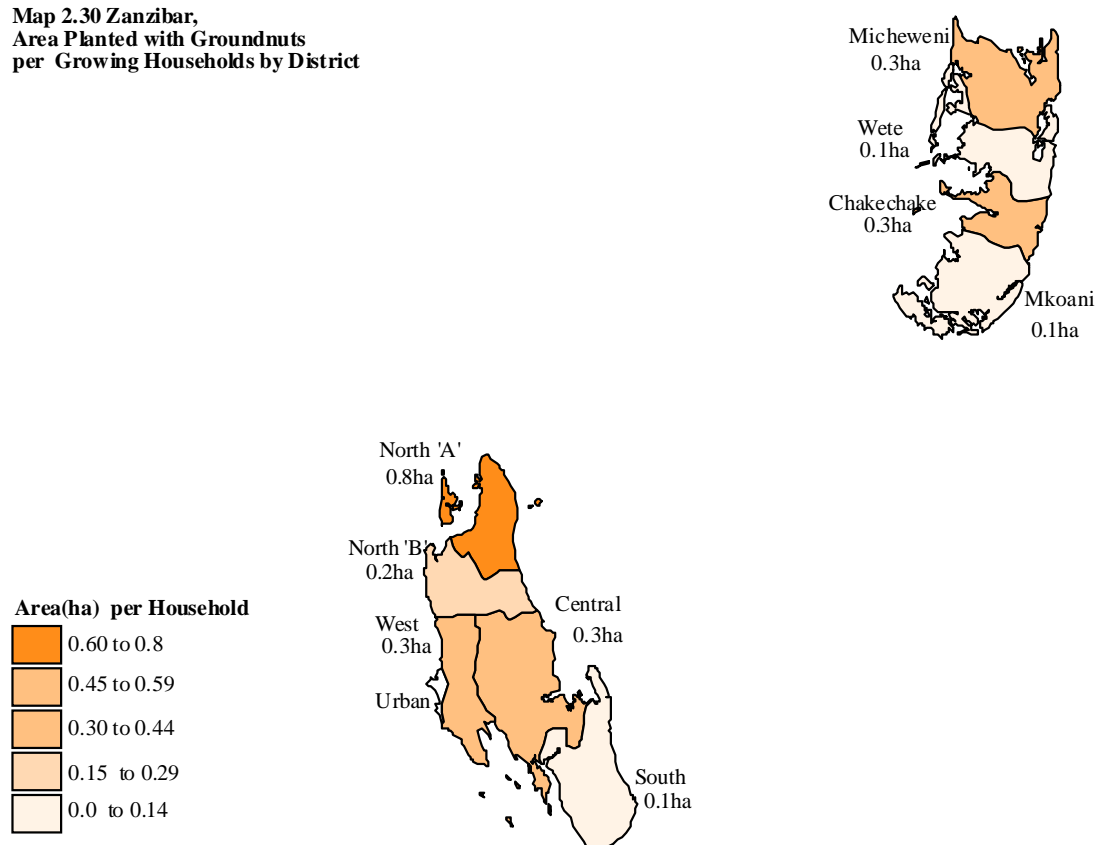 Map 2.30 Zanzibar,
Area Planted with Groundnuts
per Growing Households by District
Micheweni
0.3ha
Wete
0.1ha
Chakechake
0.3ha
Mkoani
0.1ha
North 'A'
0.8ha
North 'B'
0.2ha
Central
0.3ha
West
0.3ha
Urban
South
0.1ha
Area(ha) per Household
0.60 to 0.8
0.45 to 0.59
0.30 to 0.44
0.15 to 0.29
0.0 to 0.14